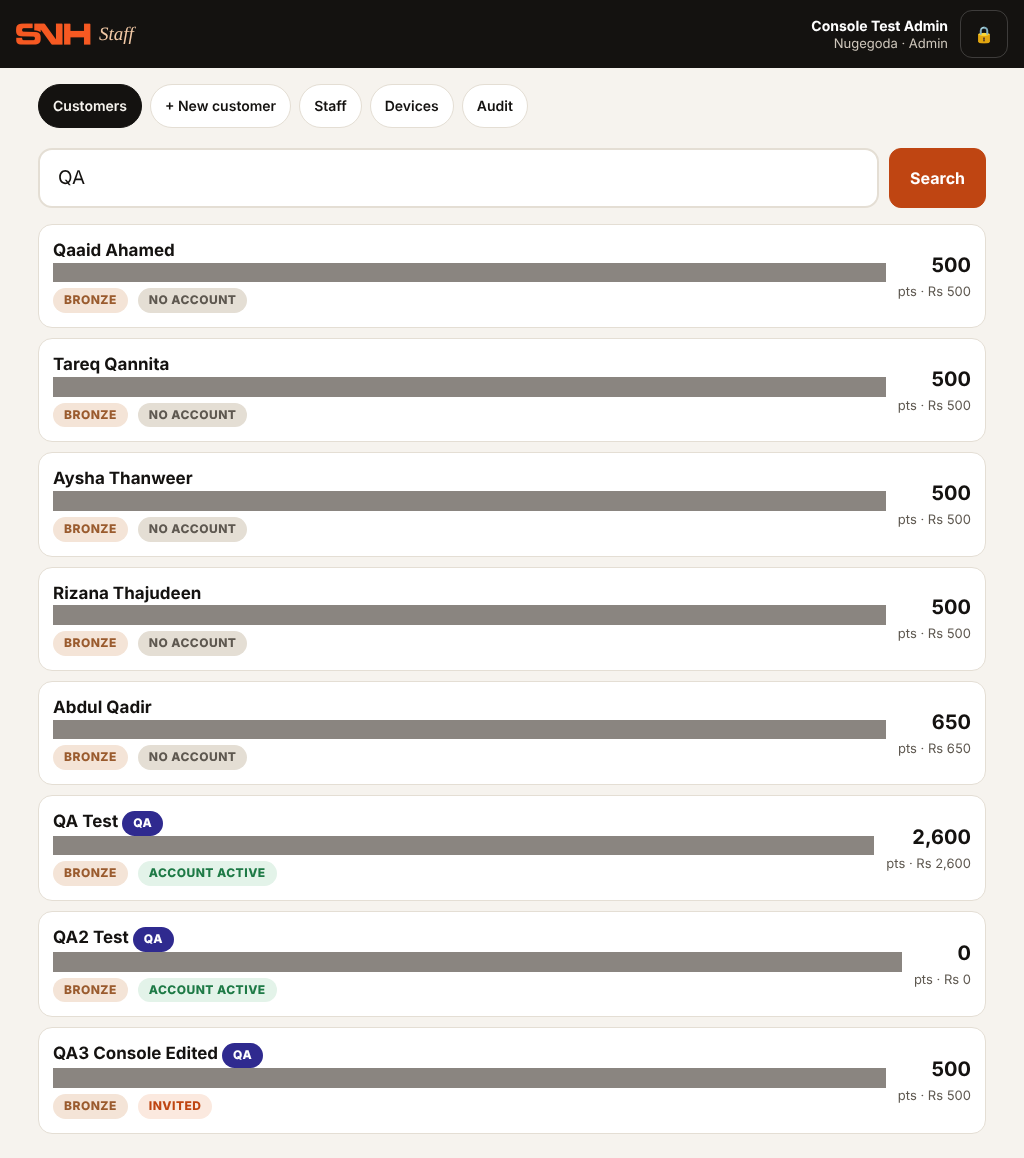 SNH Staff
Console Test Admin
Nugegoda · Admin
Customers
+ New customer
Staff
Devices
Audit
QA
Search
Qaaid Ahamed
500
pts · Rs 500
BRONZE
NO ACCOUNT
Tareq Qannita
500
pts · Rs 500
BRONZE
NO ACCOUNT
Aysha Thanweer
500
pts · Rs 500
BRONZE
NO ACCOUNT
Rizana Thajudeen
500
pts · Rs 500
BRONZE
NO ACCOUNT
Abdul Qadir
650
pts · Rs 650
BRONZE
NO ACCOUNT
QA Test QA
2,600
pts · Rs 2,600
BRONZE
ACCOUNT ACTIVE
QA2 Test QA
0
pts · Rs 0
BRONZE
ACCOUNT ACTIVE
QA3 Console Edited QA
500
pts · Rs 500
BRONZE
INVITED